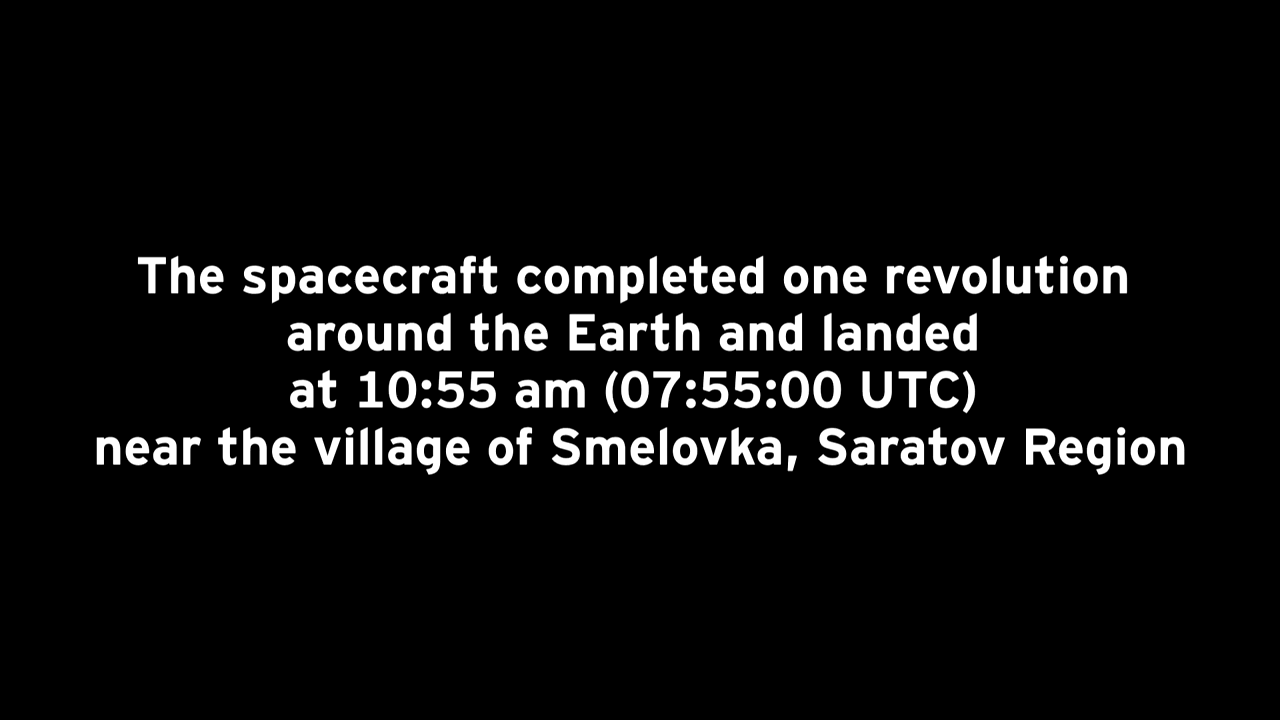 The spacecraft completed one revolution
around the Earth and landed
at 10:55 am (07:55:00 UTC)
near the village of Smelovka, Saratov Region